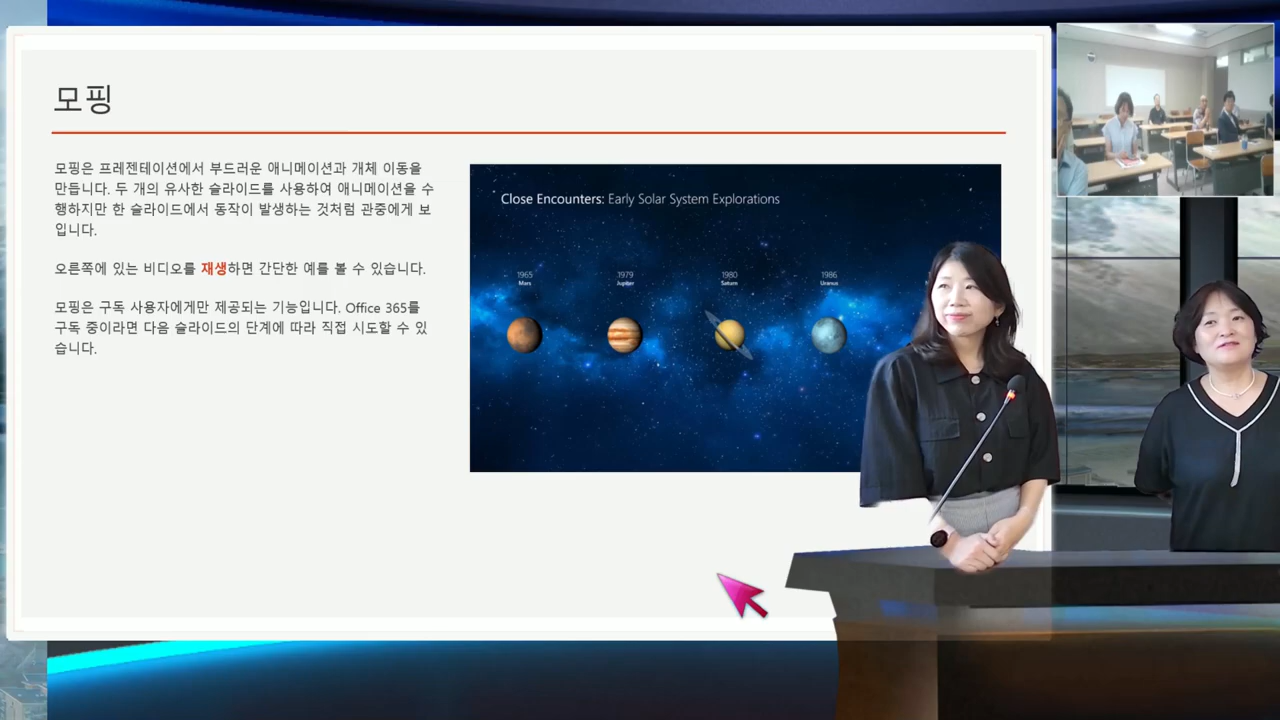 모핑
모핑은 프레젠테이션에서 부드러운 애니메이션과 개체 이동을
만듭니다. 두 개의 유사한 슬라이드를 사용하여 애니메이션을 수
행하지만 한 슬라이드에서 동작이 발생하는 것처럼 관중에게 보
입니다.
오른쪽에 있는 비디오를 재생하면 간단한 예를 볼 수 있습니다.
모핑은 구독 사용자에게만 제공되는 기능입니다. Office 365를
구독 중이라면 다음 슬라이드의 단계에 따라 직접 시도할 수 있
습니다.
Close Encounters: Early Solar System Explorations
1965
Mars
1979
Jupiter
1980
Saturn
1986
Uranus